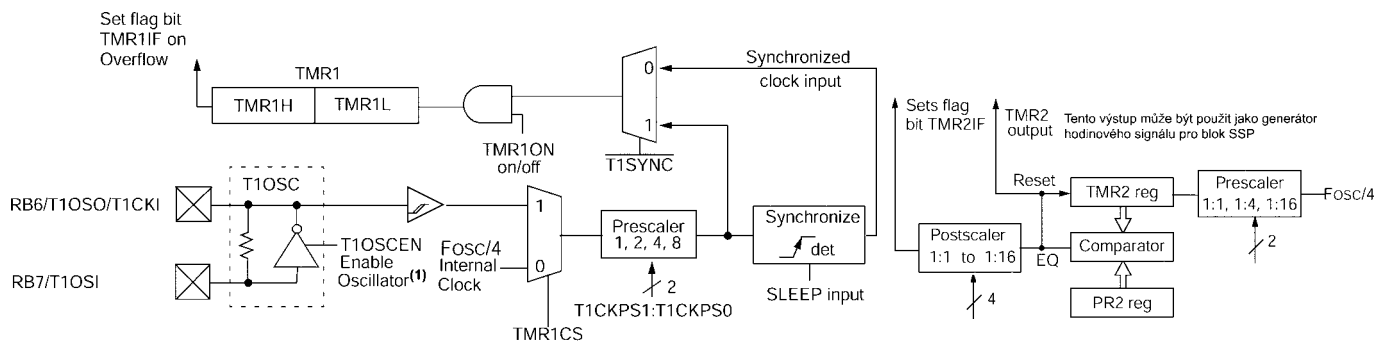 Set flag bit
TMR1IF on
Overflow
TMR1
TMR1H
TMR1L
TMR1ON
on/off
0
1
T1SYNC
Synchronized
clock input
RB6/T1OSO/T1CKI
RB7/T1OSI
T1OSC
T1OSCEN
Enable
Oscillator(1)
FOSC/4
Internal
Clock
1
0
TMR1CS
Prescaler
1, 2, 4, 8
2
T1CKPS1:T1CKPS0
Synchronize
det
SLEEP input
Sets flag
bit TMR2IF
TMR2
output
Tento výstup může být použit jako generátor
hodinového signálu pro blok SSP
Reset
TMR2 reg
Prescaler
1:1, 1:4, 1:16
FOSC/4
2
Postscaler
1:1 to 1:16
EQ
Comparator
4
PR2 reg